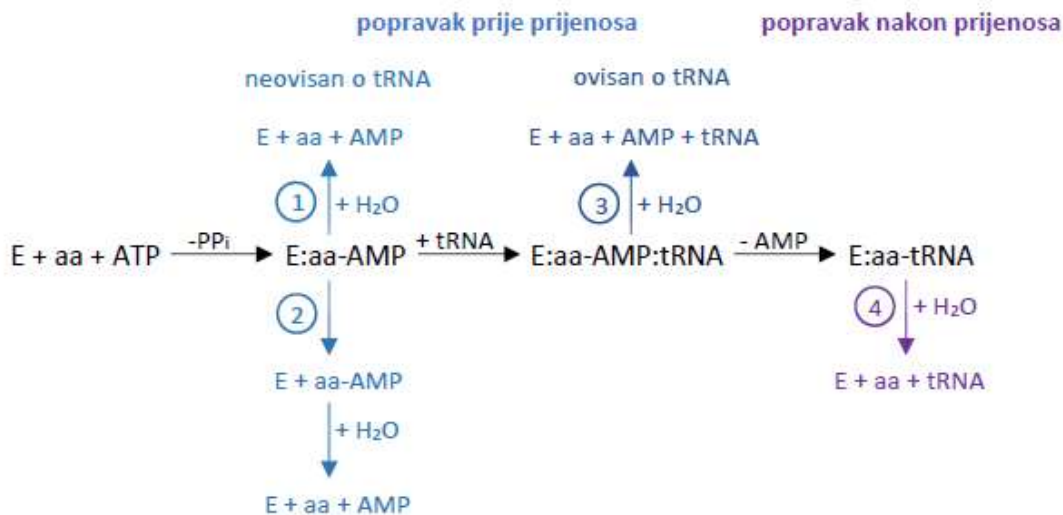 popravak prije prijenosa popravak nakon prijenosa
neovisan o tRNA ovisan o tRNA
E + aa + AMP E + aa + AMP + tRNA
1 + H₂O 3 + H₂O
E + aa + ATP -PPi E:aa-AMP + tRNA E:aa-AMP:tRNA - AMP E:aa-tRNA
2 4 + H₂O
E + aa-AMP E + aa + tRNA
+ H₂O
E + aa + AMP